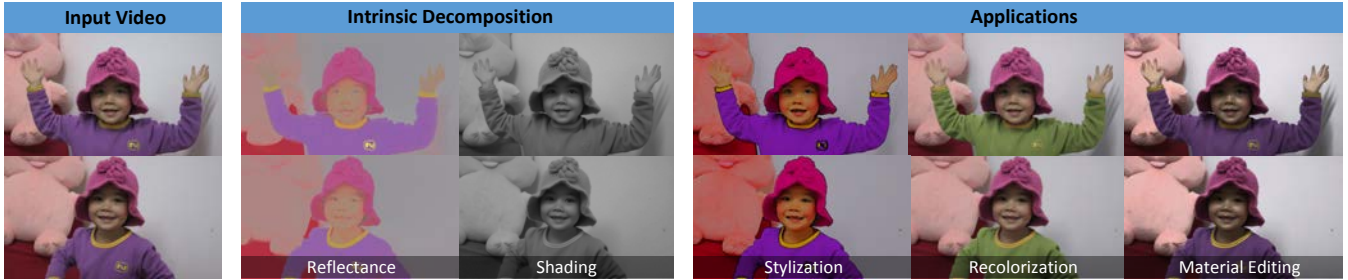 Input Video
Intrinsic Decomposition
Applications
Reflectance
Shading
Stylization
Recolorization
Material Editing